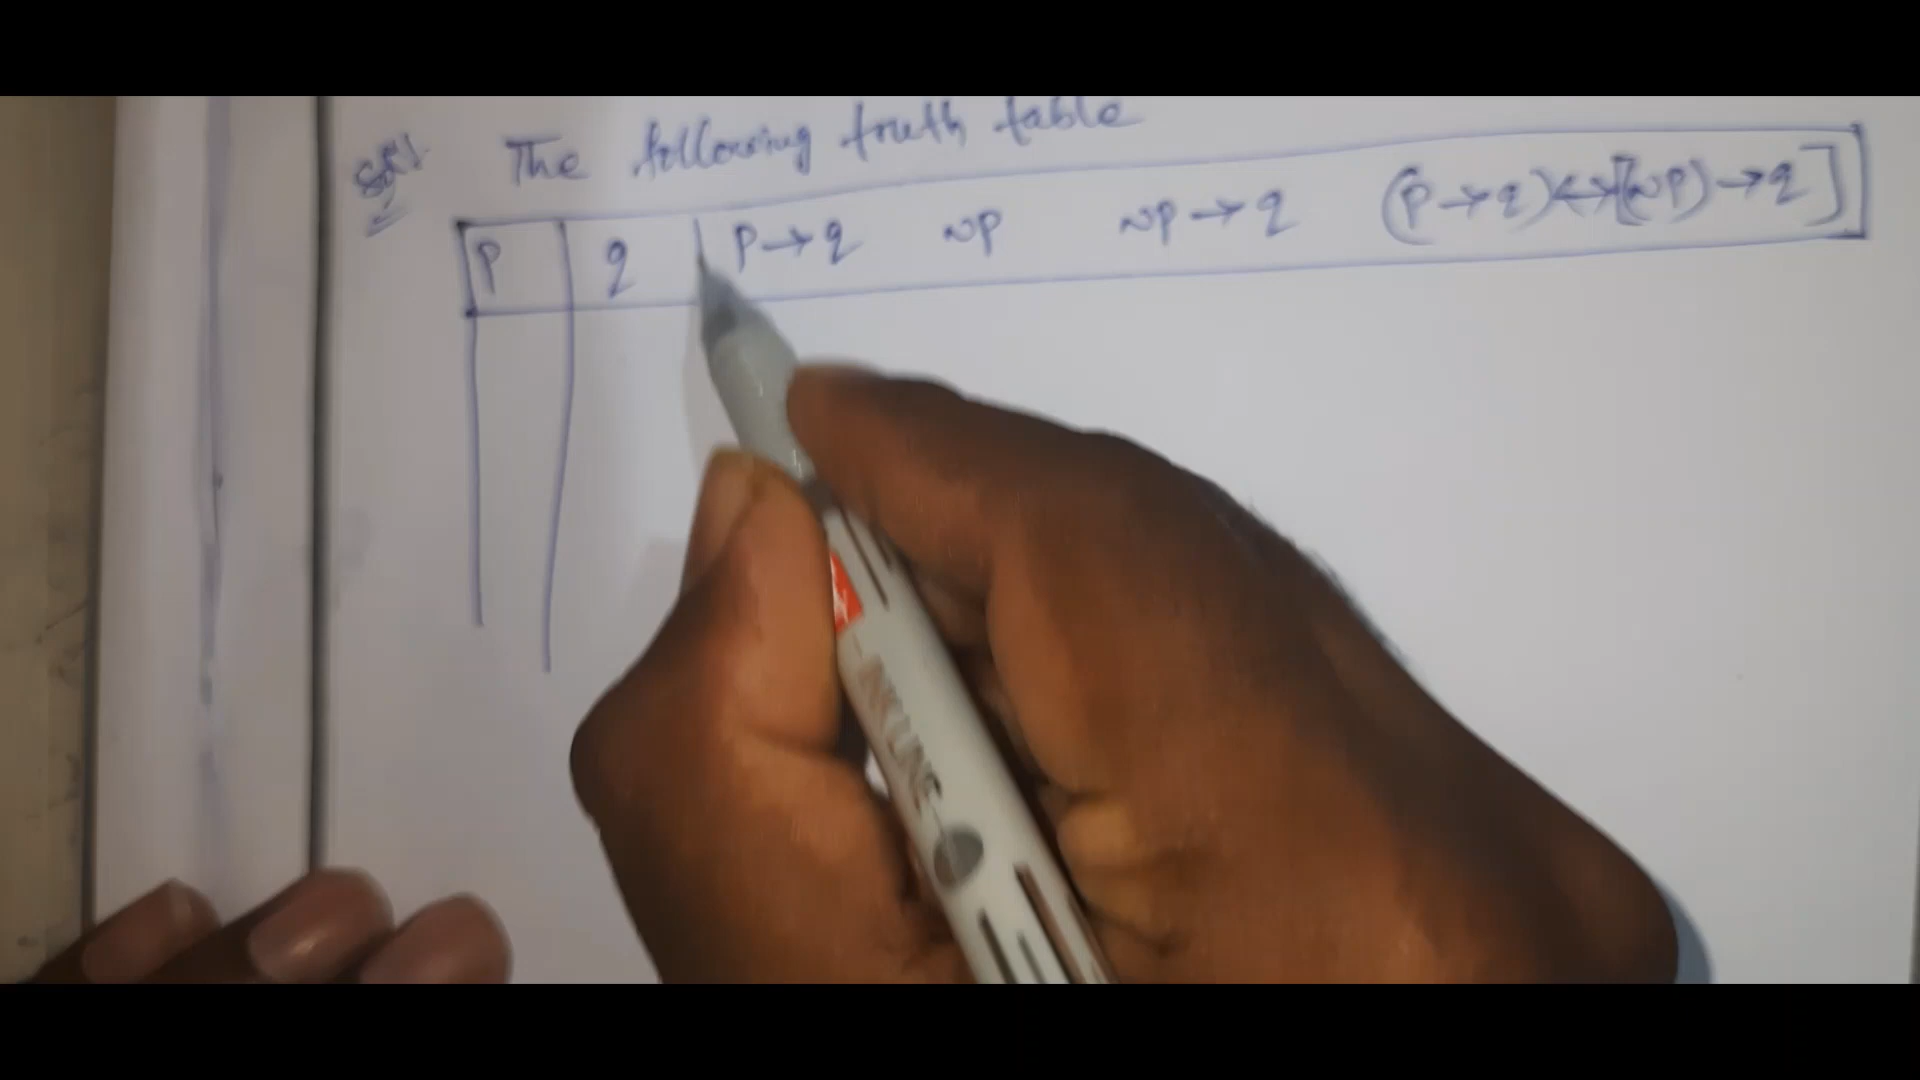 Sol:
The following truth table
p q p→q ~p ~p→q (p→q)↔[(~p)→q]
INKLINE